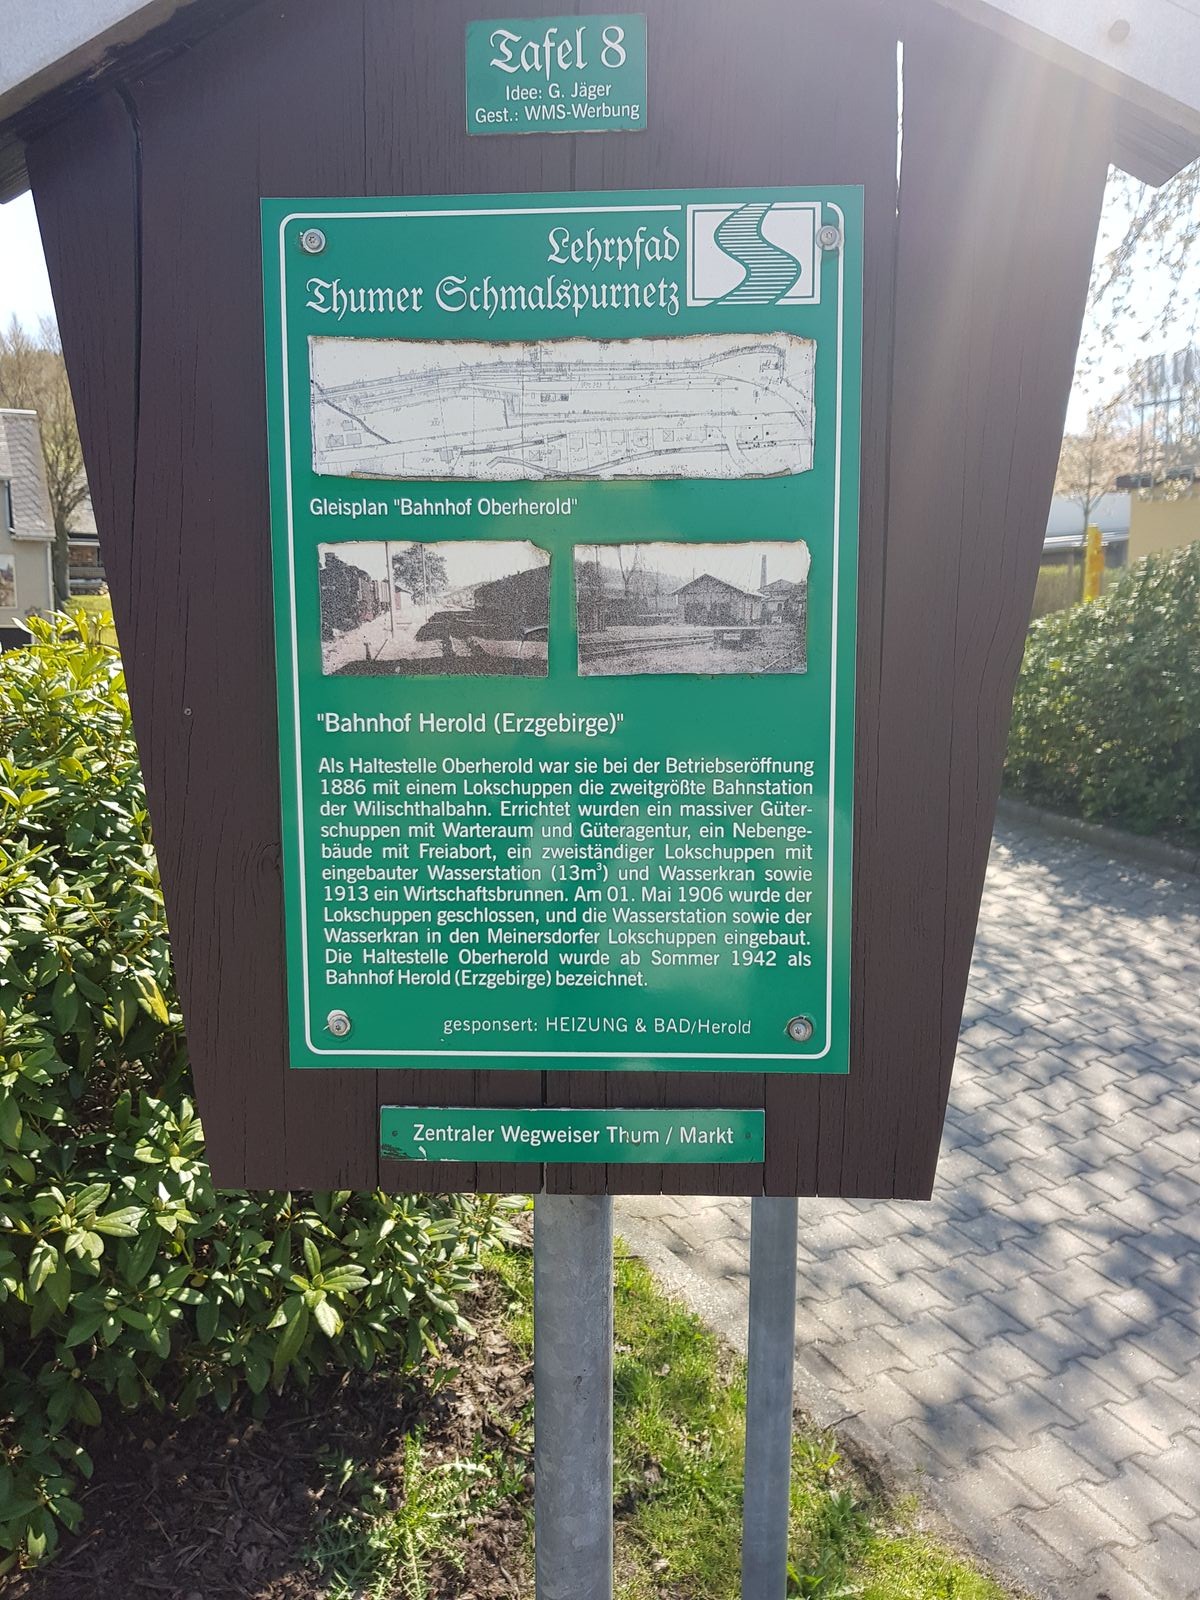 Tafel 8
Idee: G. Jäger
Gest.: WMS-Werbung
Lehrpfad
Thumer Schmalspurnetz
Gleisplan "Bahnhof Oberherold"
"Bahnhof Herold (Erzgebirge)"
Als Haltestelle Oberherold war sie bei der Betriebseröffnung
1886 mit einem Lokschuppen die zweitgrößte Bahnstation
der Wilischthalbahn. Errichtet wurden ein massiver Güter-
schuppen mit Warteraum und Güteragentur, ein Nebenge-
bäude mit Freiabort, ein zweiständiger Lokschuppen mit
eingebauter Wasserstation (13m³) und Wasserkran sowie
1913 ein Wirtschaftsbrunnen. Am 01. Mai 1906 wurde der
Lokschuppen geschlossen, und die Wasserstation sowie der
Wasserkran in den Meinersdorfer Lokschuppen eingebaut.
Die Haltestelle Oberherold wurde ab Sommer 1942 als
Bahnhof Herold (Erzgebirge) bezeichnet.
gesponsert: HEIZUNG & BAD/Herold
Zentraler Wegweiser Thum / Markt